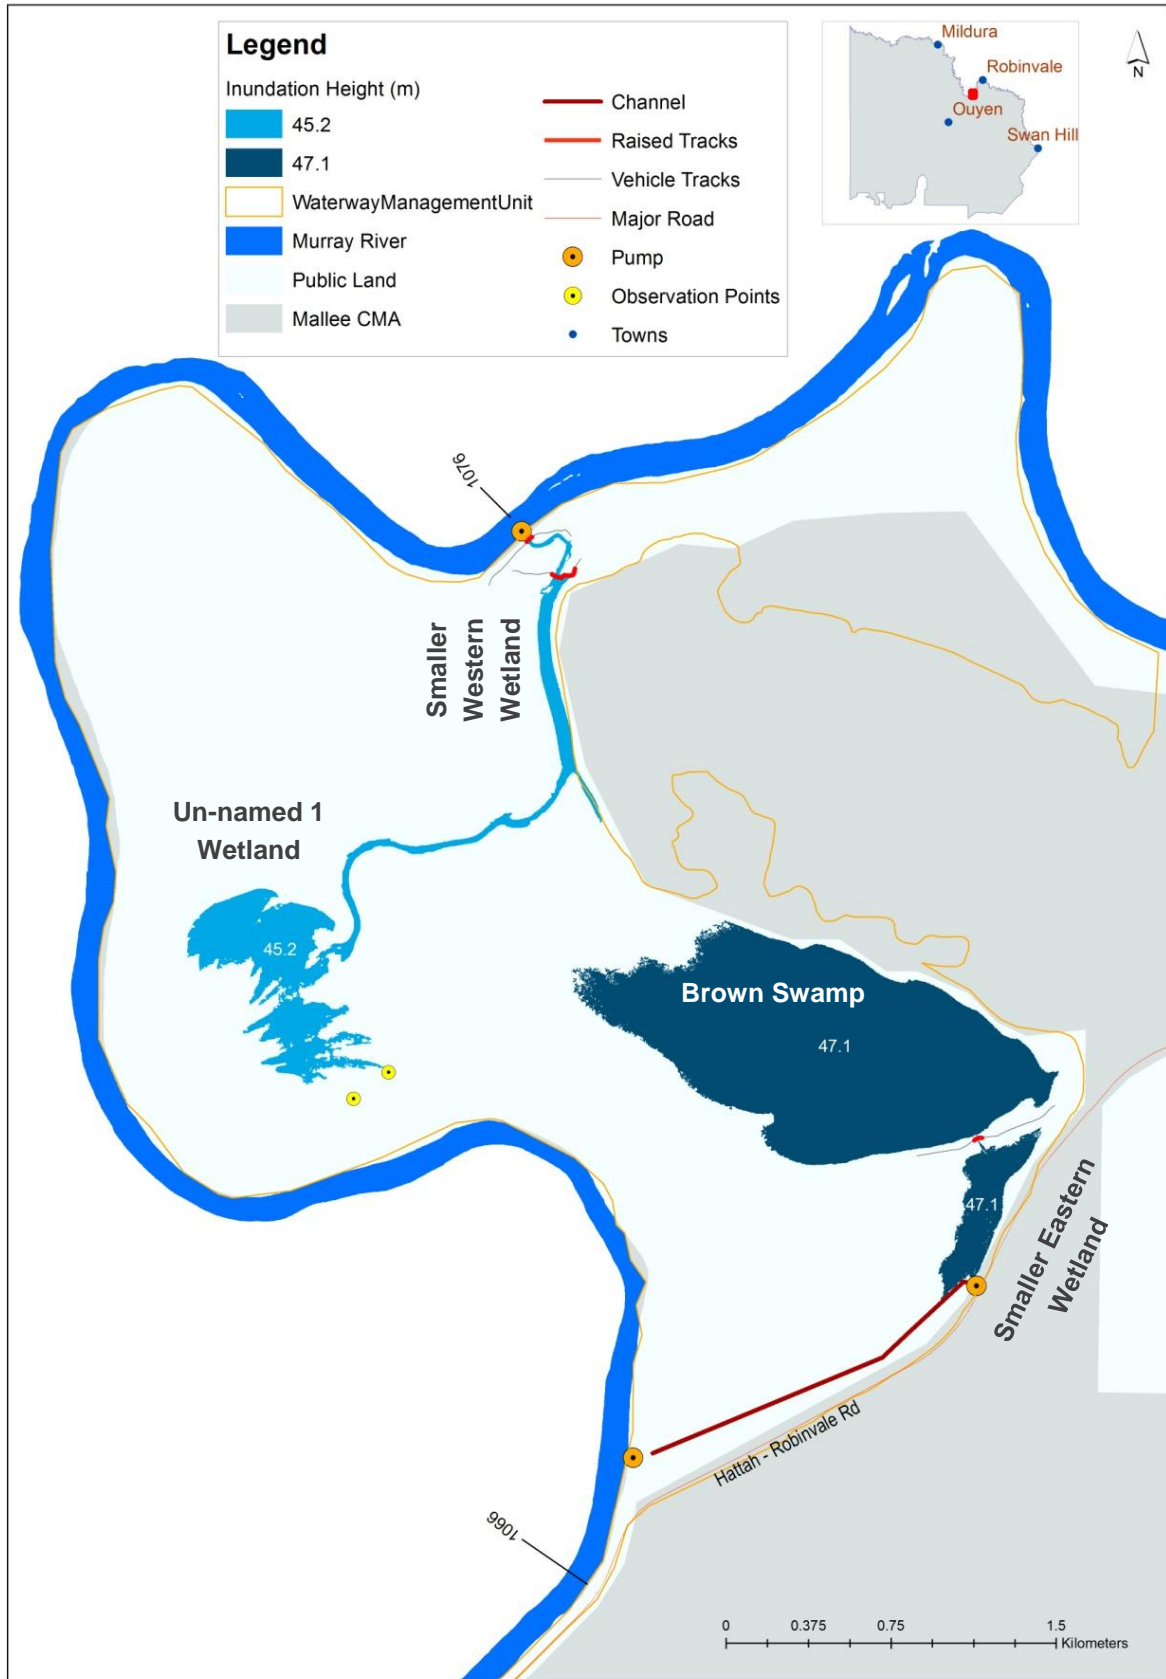 Legend
Inundation Height (m)
45.2
47.1
WaterwayManagementUnit
Murray River
Public Land
Mallee CMA
Channel
Raised Tracks
Vehicle Tracks
Major Road
Pump
Observation Points
Towns
Mildura
Robinvale
Ouyen
Swan Hill
N
1076
Smaller
Western
Wetland
Un-named 1
Wetland
45.2
Brown Swamp
47.1
47.1
Smaller Eastern
Wetland
Hattah - Robinvale Rd
1066
0 0.375 0.75 1.5
Kilometers